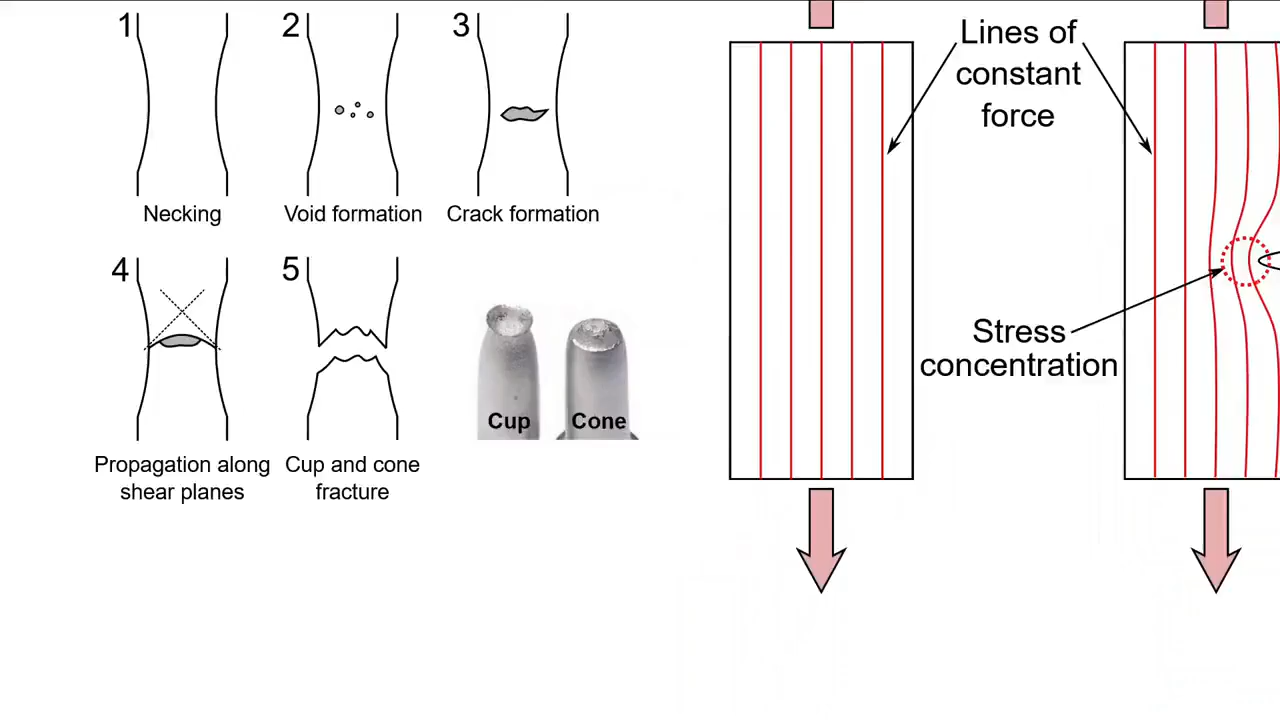 1
2
3
Necking
Void formation
Crack formation
4
5
Propagation along
shear planes
Cup and cone
fracture
Cup
Cone
Lines of
constant
force
Stress
concentration